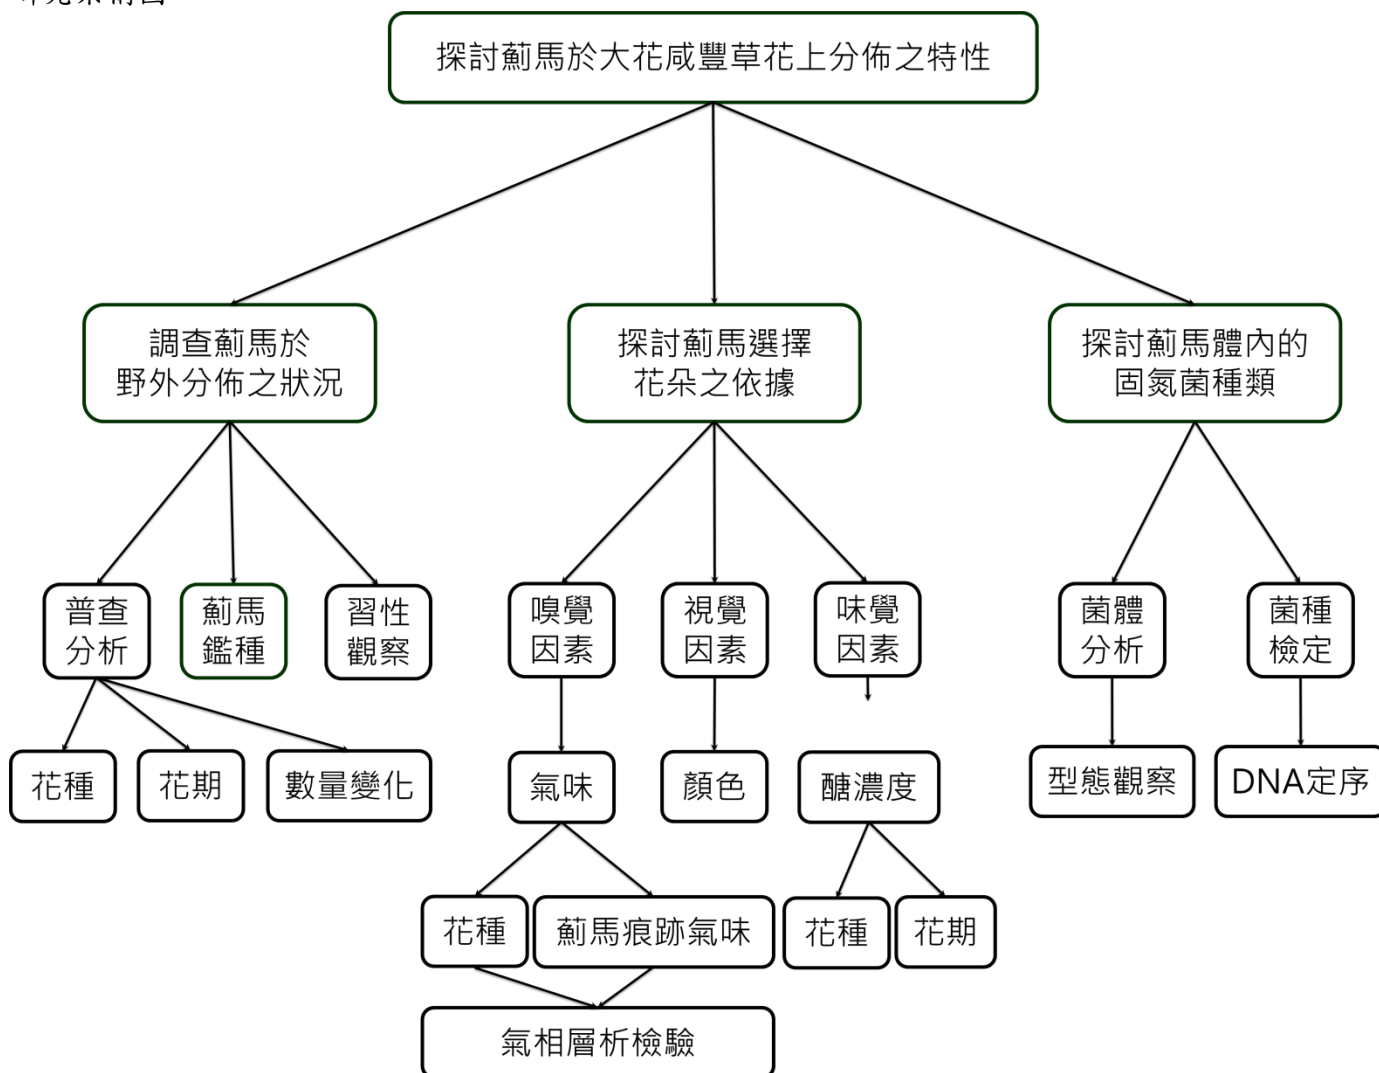 探討薊馬於大花咸豐草花上分佈之特性
調查薊馬於
野外分佈之狀況
探討薊馬選擇
花朵之依據
探討薊馬體內的
固氮菌種類
普查
分析
薊馬
鑑種
習性
觀察
嗅覺
因素
視覺
因素
味覺
因素
菌體
分析
菌種
檢定
花種
花期
數量變化
氣味
顏色
醣濃度
型態觀察
DNA定序
花種
薊馬痕跡氣味
花種
花期
氣相層析檢驗